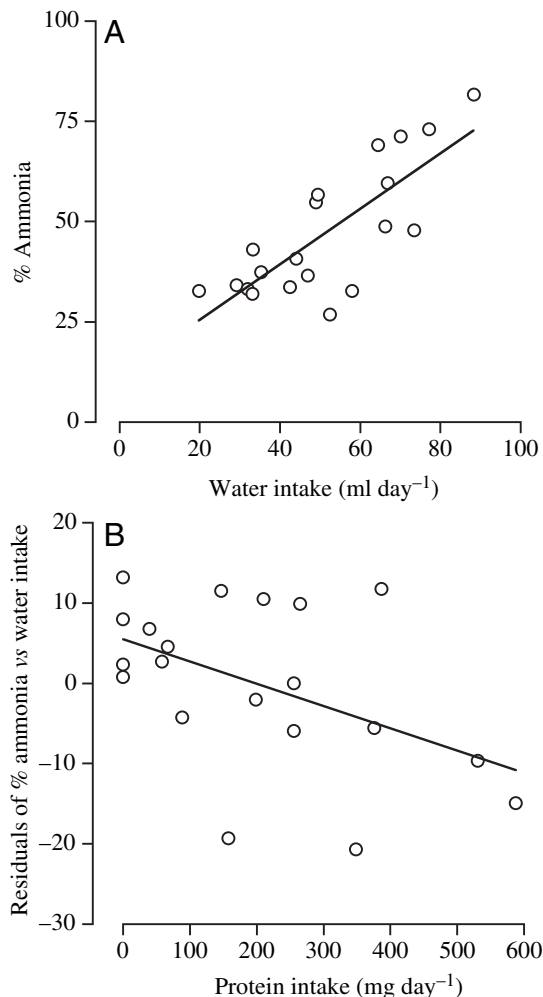 A
100
75
50
25
0
% Ammonia
0 20 40 60 80 100
Water intake (ml day⁻¹)
B
20
10
0
−10
−20
−30
Residuals of % ammonia vs water intake
0 100 200 300 400 500 600
Protein intake (mg day⁻¹)